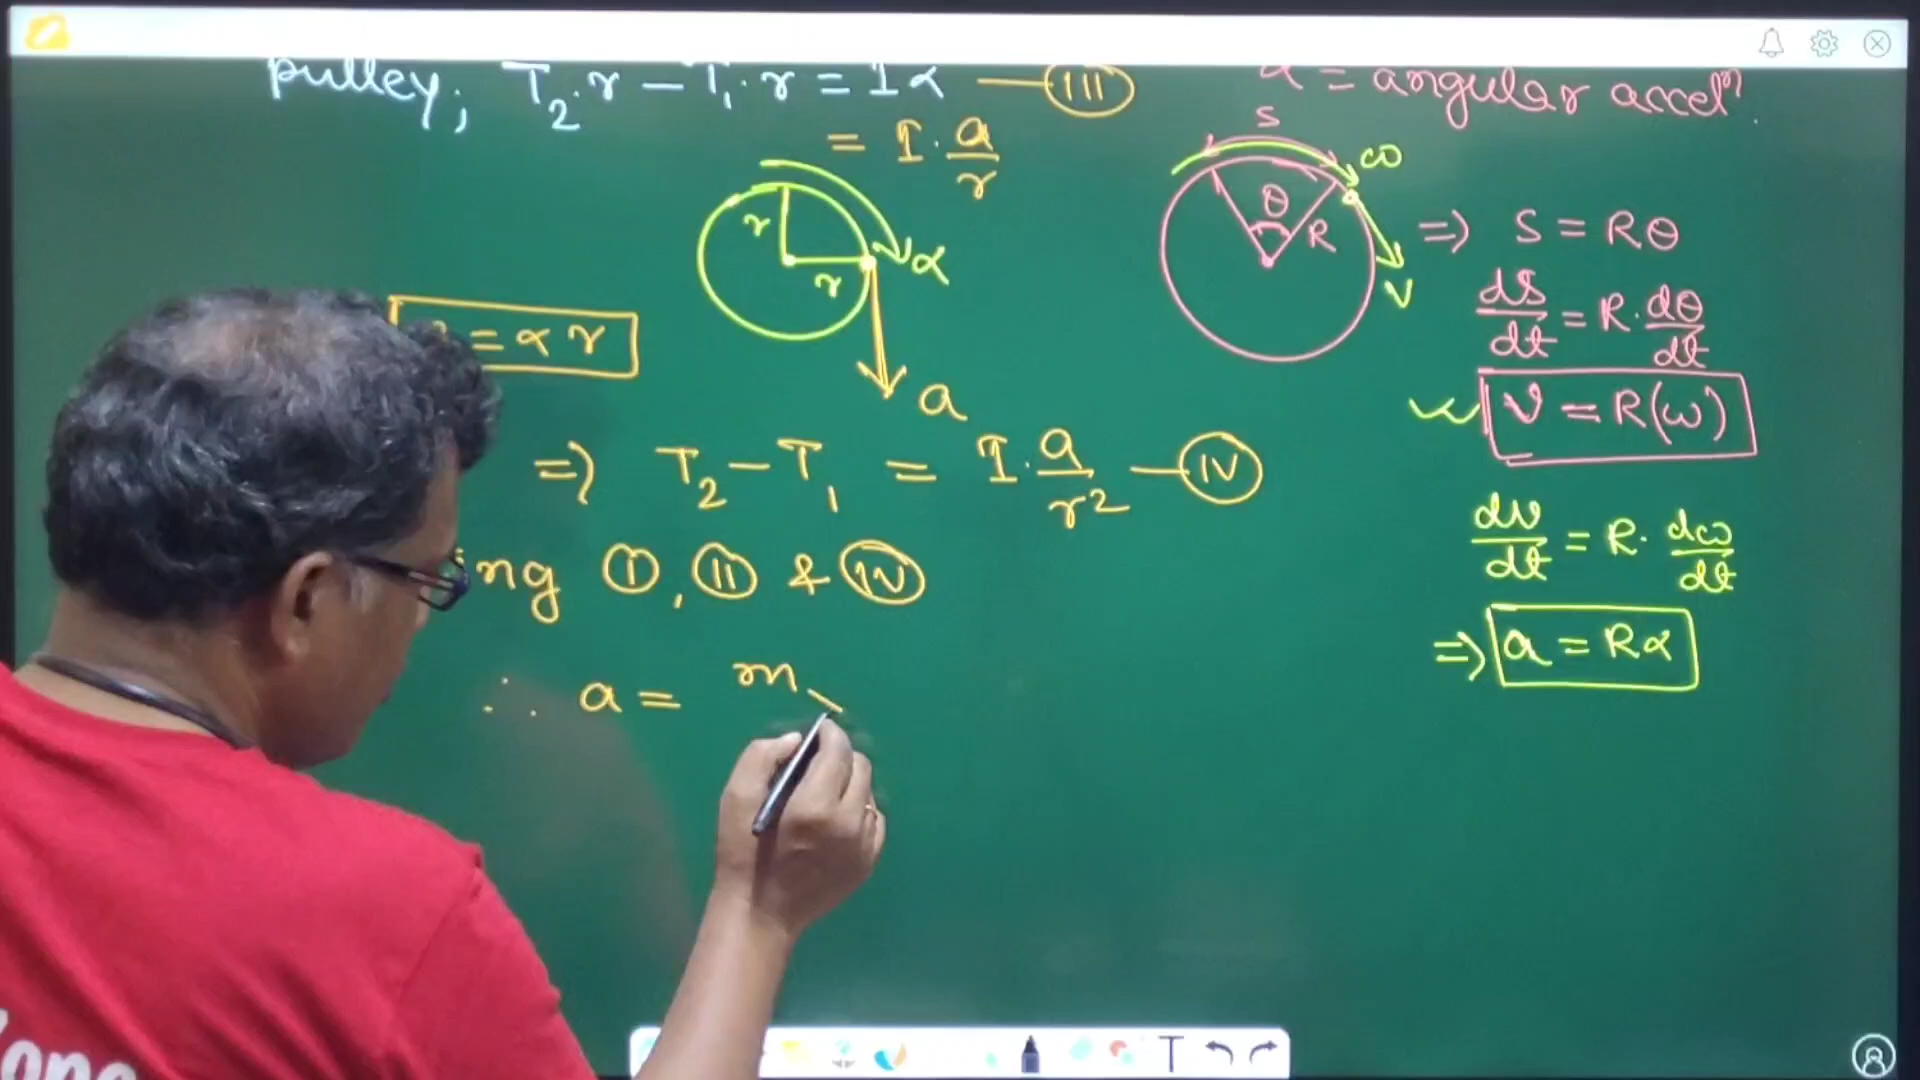 pulley; T₂.r – T₁.r = Iα — III
= I. a/r
r
r
α
a
= αr
=> T₂ – T₁ = I. a/r² — IV
ng I, II & IV
∴ a = m
α = angular accelⁿ.
S
ω
θ
R
V
=> S = Rθ
ds/dt = R. dθ/dt
v = R(ω)
dv/dt = R. dω/dt
=> a = Rα
T